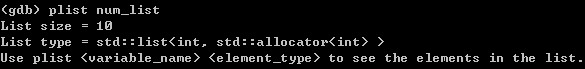 (gdb) plist num_list
List size = 10
List type = std::list<int, std::allocator<int> >
Use plist <variable_name> <element_type> to see the elements in the list.